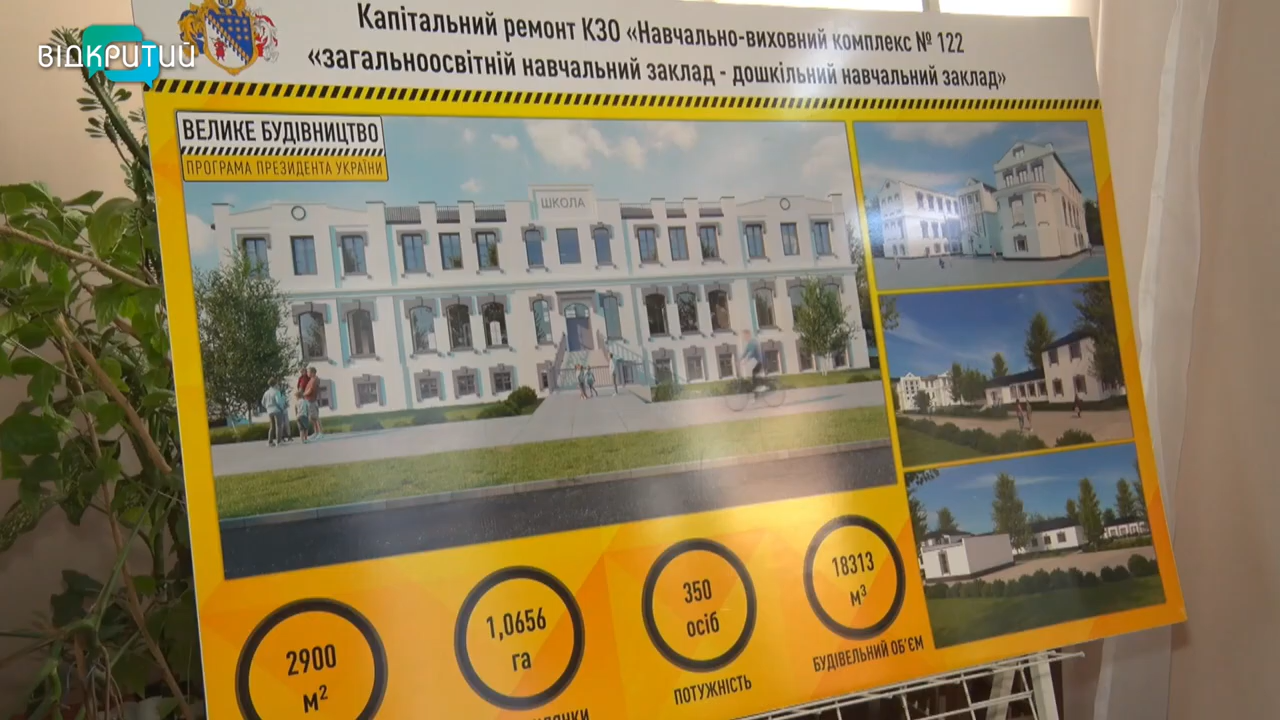 ВІДКРИТИЙ
Капітальний ремонт КЗО «Навчально-виховний комплекс № 122
«загальноосвітній навчальний заклад - дошкільний навчальний заклад»
ВЕЛИКЕ БУДІВНИЦТВО
ПРОГРАМА ПРЕЗИДЕНТА УКРАЇНИ
ШКОЛА
2900
м²
1,0656
га
350
осіб
ПОТУЖНІСТЬ
18313
м³
БУДІВЕЛЬНИЙ ОБ'ЄМ